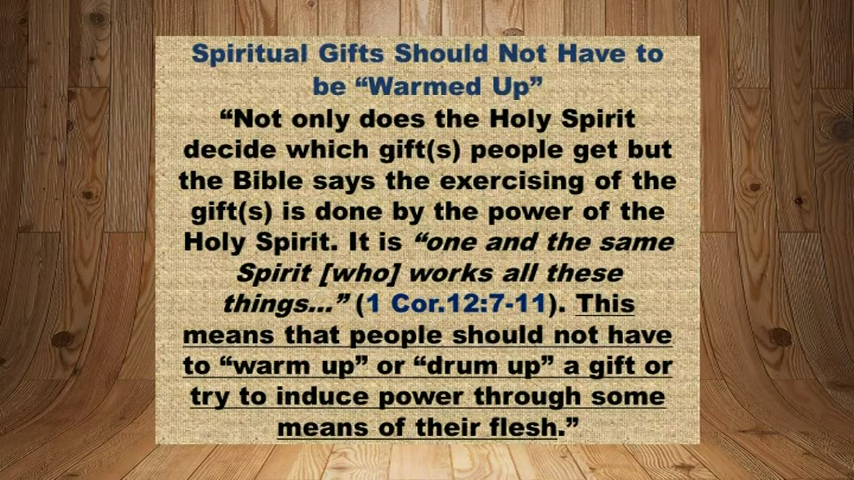 Spiritual Gifts Should Not Have to
be “Warmed Up”
“Not only does the Holy Spirit
decide which gift(s) people get but
the Bible says the exercising of the
gift(s) is done by the power of the
Holy Spirit. It is “one and the same
Spirit [who] works all these
things...” (1 Cor.12:7-11). This
means that people should not have
to “warm up” or “drum up” a gift or
try to induce power through some
means of their flesh.”